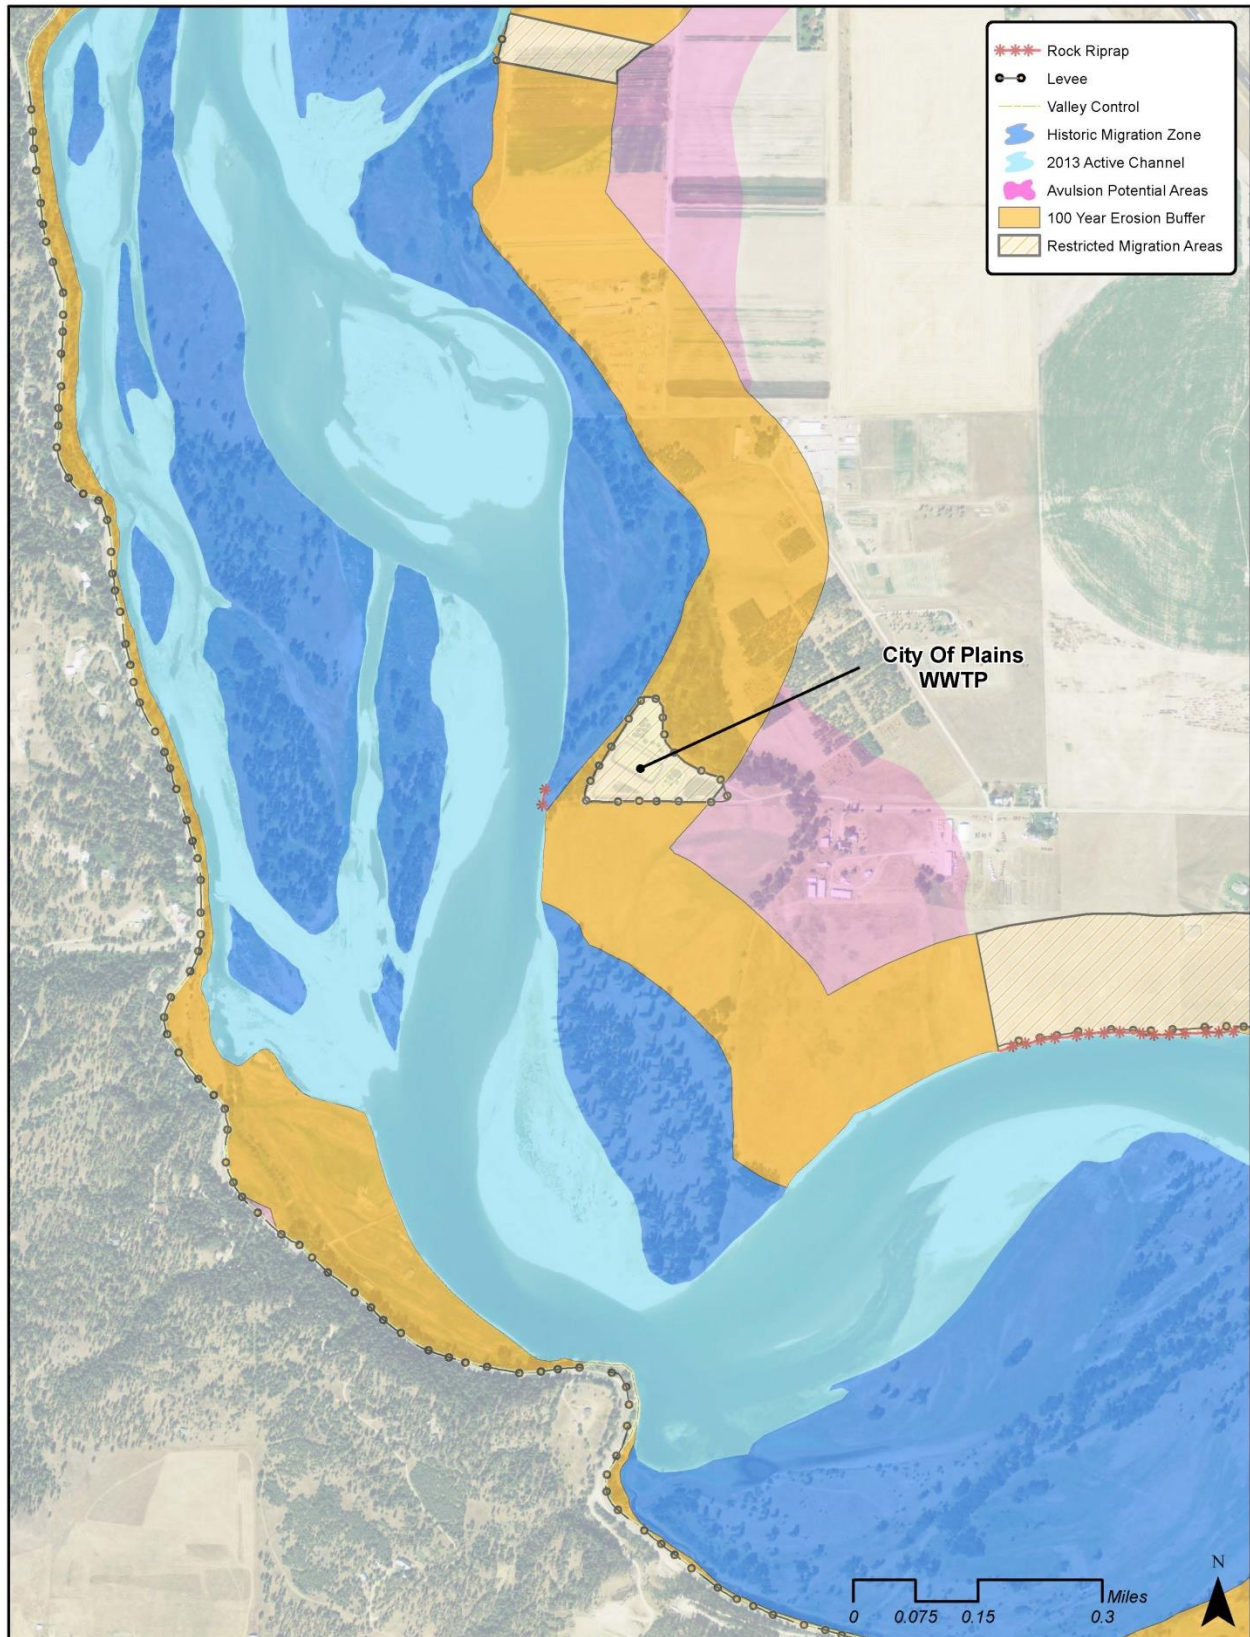 Rock Riprap
Levee
Valley Control
Historic Migration Zone
2013 Active Channel
Avulsion Potential Areas
100 Year Erosion Buffer
Restricted Migration Areas
City Of Plains
WWTP
N
Miles
0 0.075 0.15 0.3